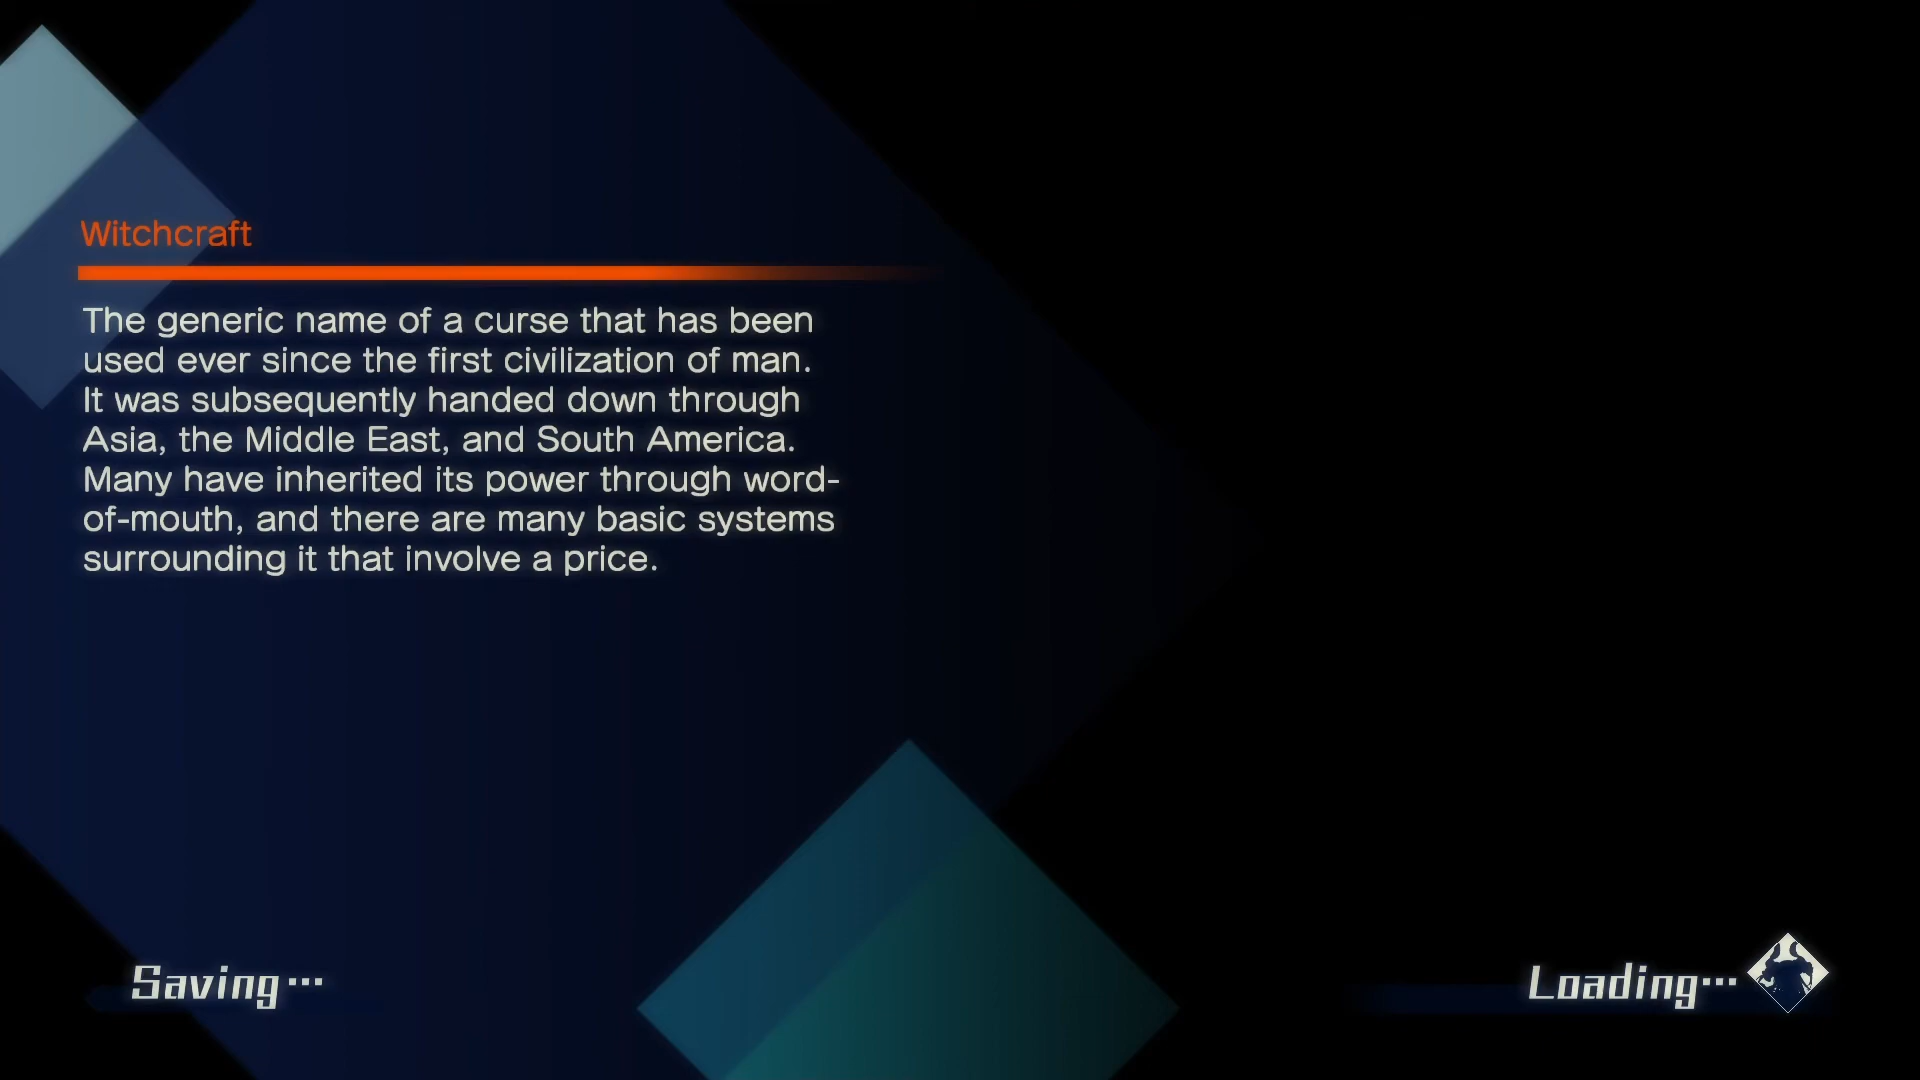 Witchcraft
The generic name of a curse that has been
used ever since the first civilization of man.
It was subsequently handed down through
Asia, the Middle East, and South America.
Many have inherited its power through word-
of-mouth, and there are many basic systems
surrounding it that involve a price.
Saving…
Loading…